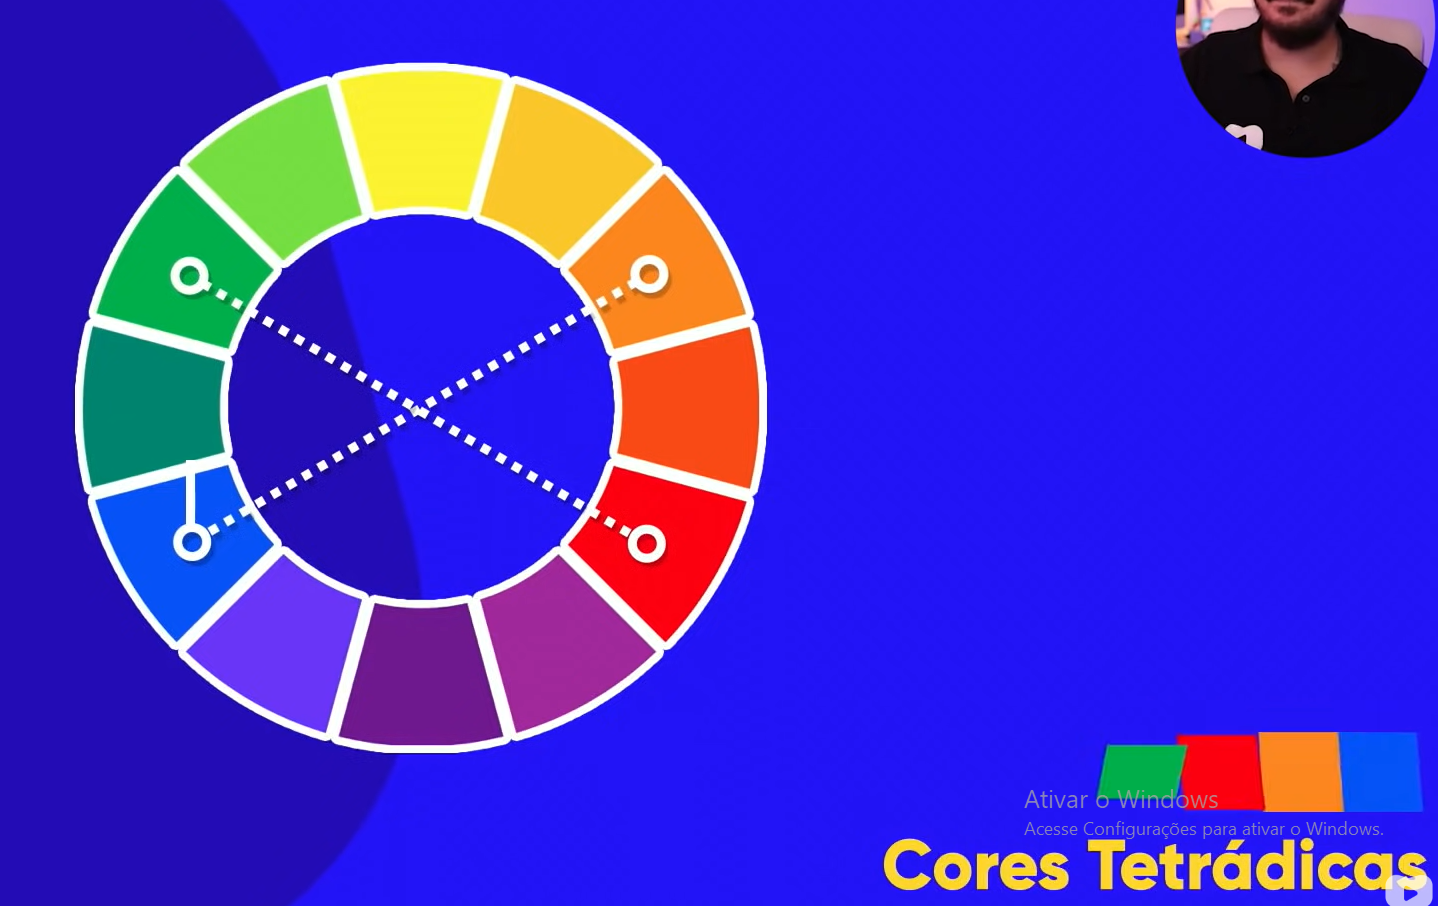 Ativar o Windows
Acesse Configurações para ativar o Windows.
Cores Tetrádicas